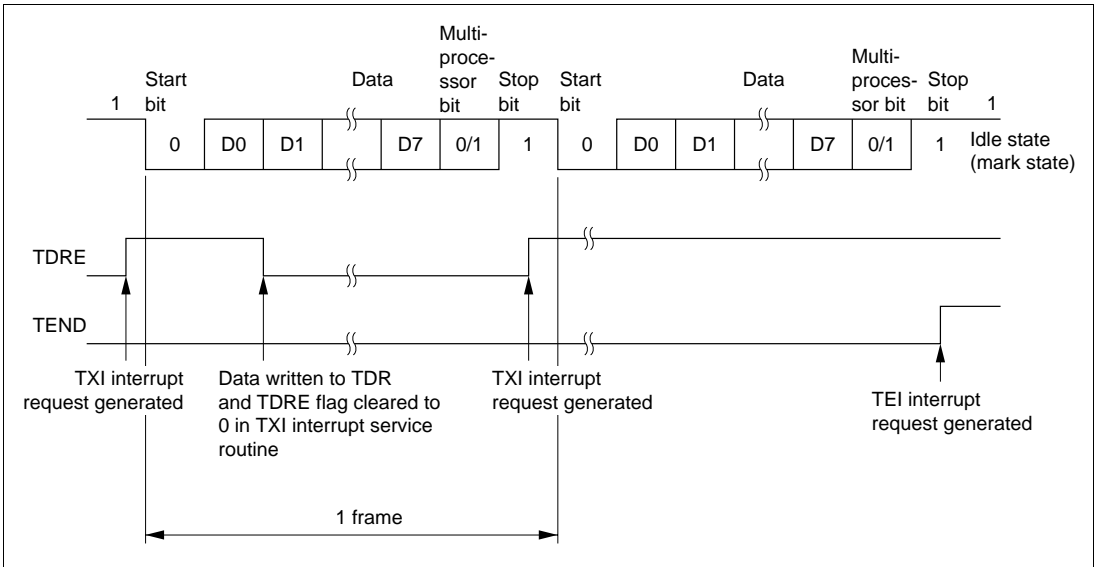 Multi-
proce-
ssor
bit
Start
bit
Data
Stop
bit
Start
bit
Data
Multi-
proces-
sor bit
Stop
bit
1
1
0
D0
D1
D7
0/1
1
0
D0
D1
D7
0/1
1
Idle state
(mark state)
TDRE
TEND
TXI interrupt
request generated
Data written to TDR
and TDRE flag cleared to
0 in TXI interrupt service
routine
TXI interrupt
request generated
TEI interrupt
request generated
1 frame